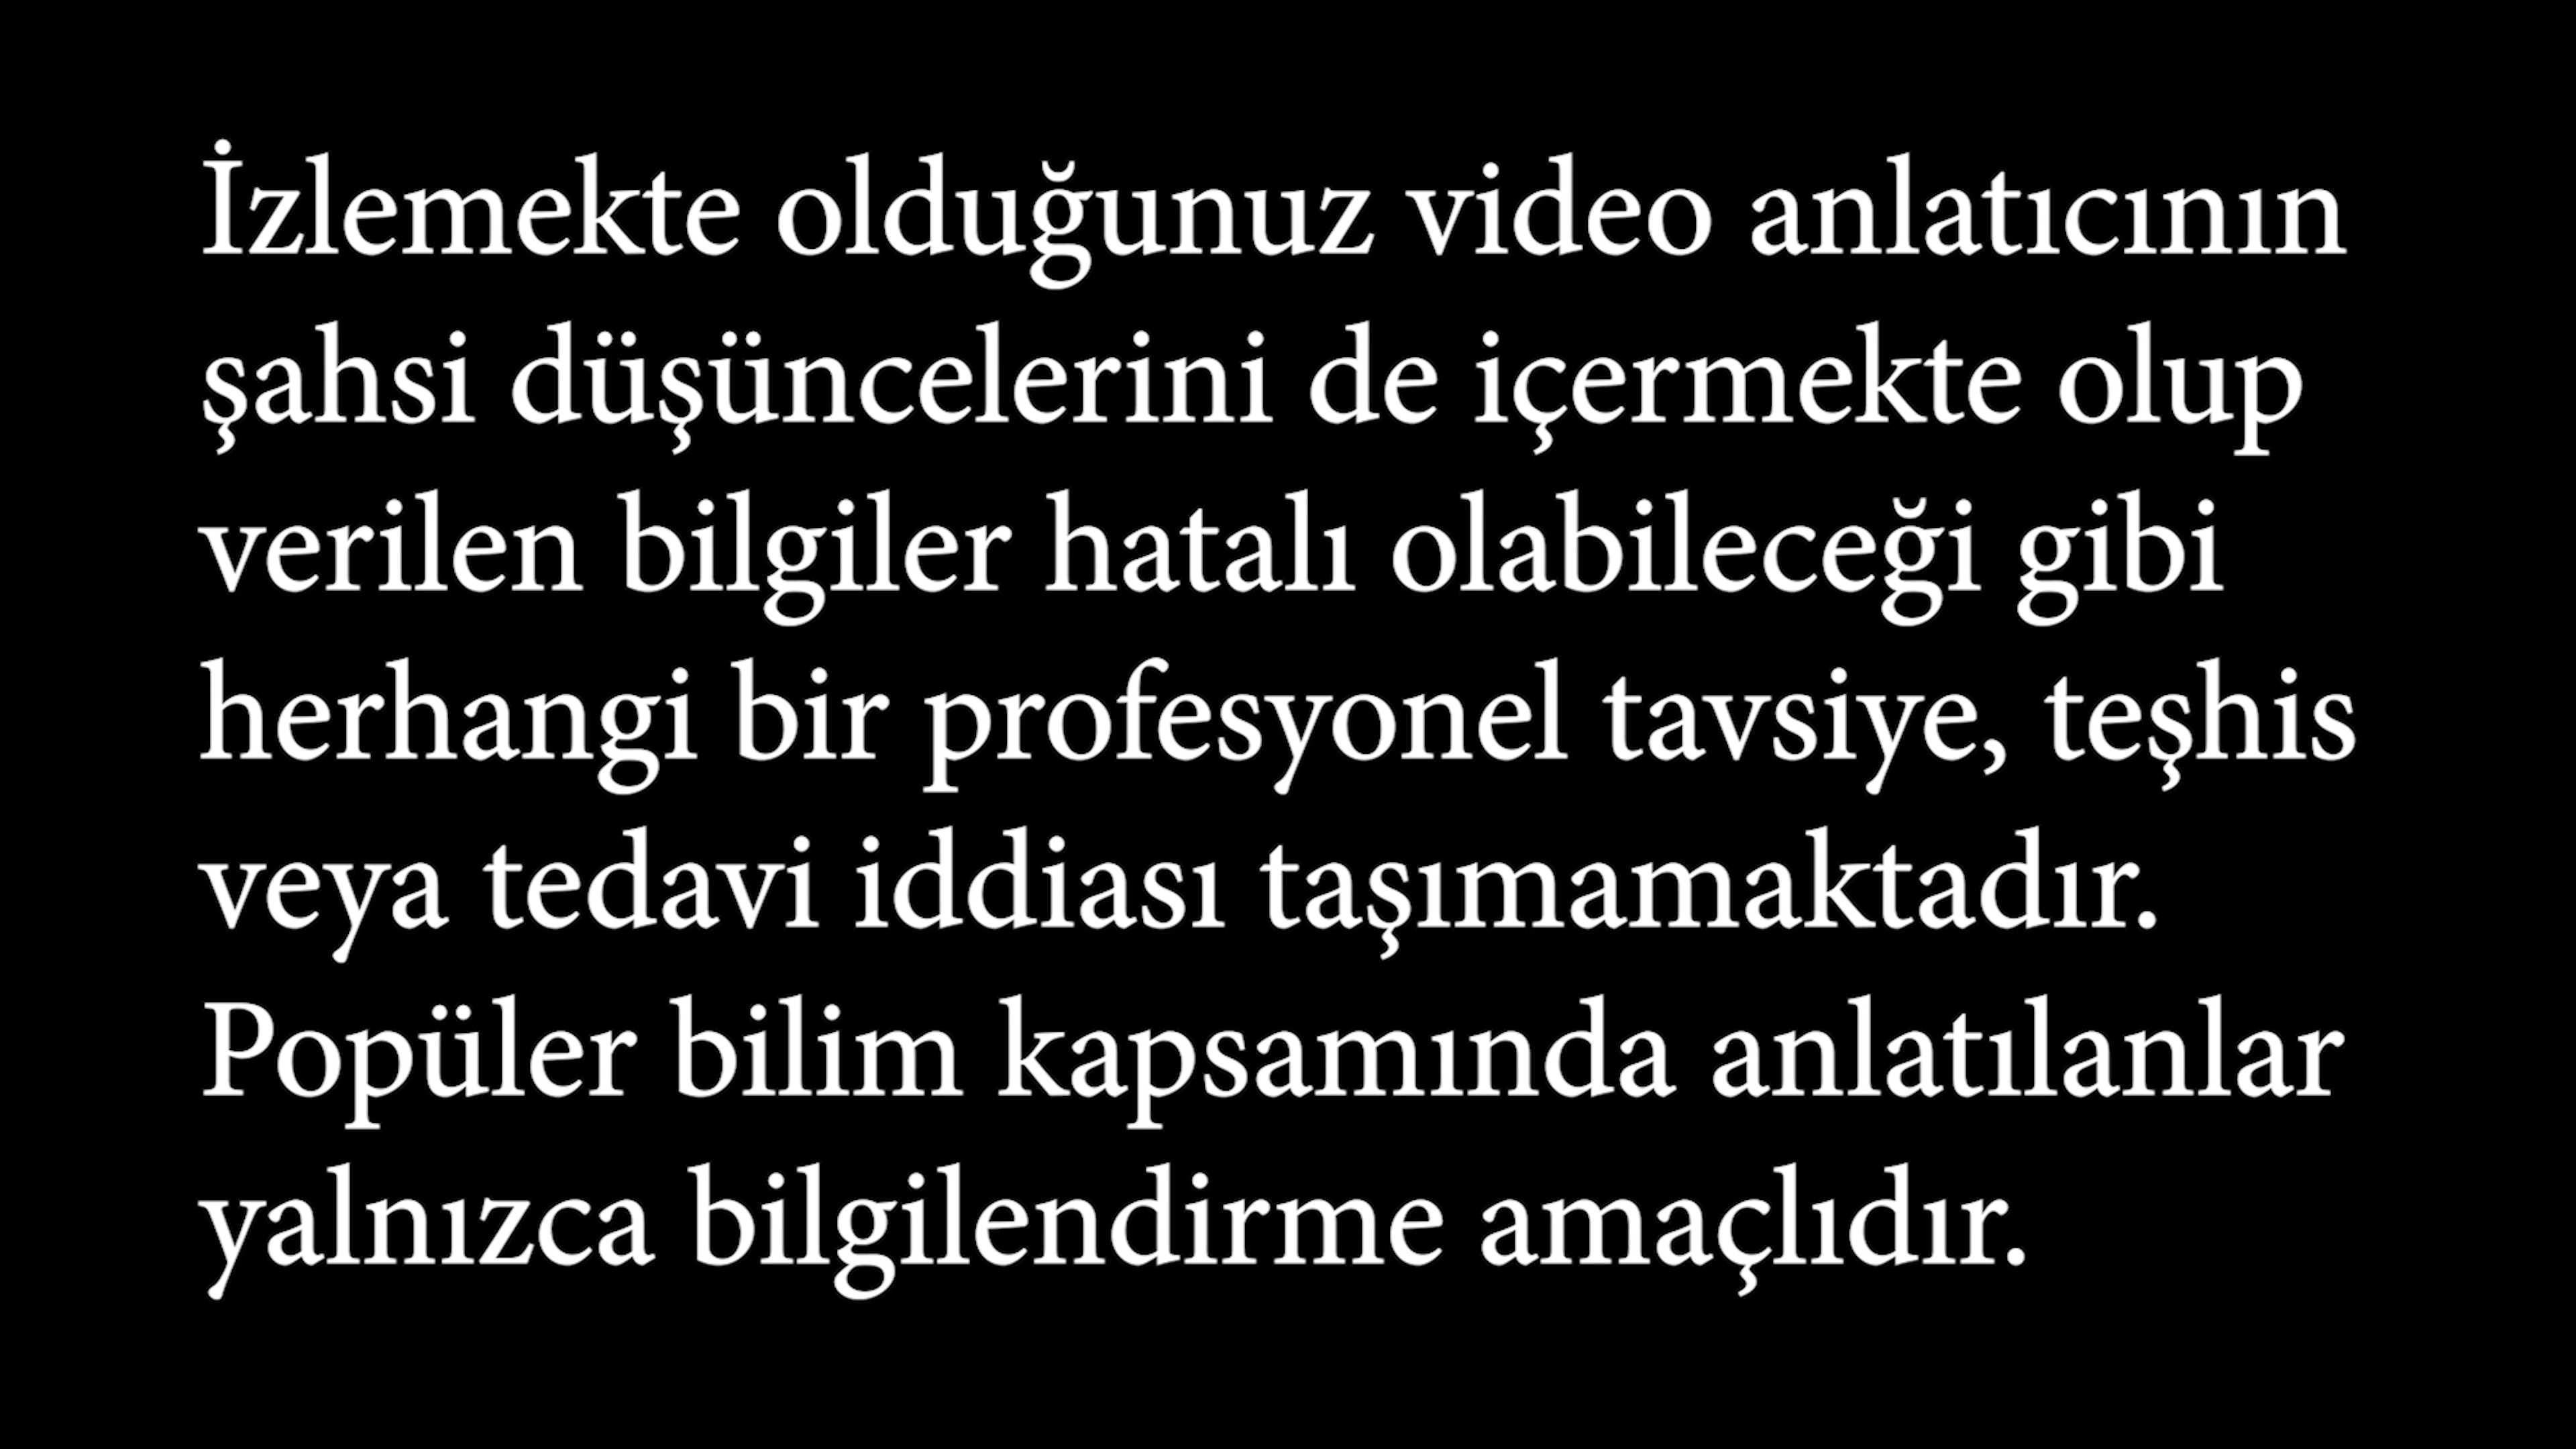 İzlemekte olduğunuz video anlatıcının
şahsi düşüncelerini de içermekte olup
verilen bilgiler hatalı olabileceği gibi
herhangi bir profesyonel tavsiye, teşhis
veya tedavi iddiası taşımamaktadır.
Popüler bilim kapsamında anlatılanlar
yalnızca bilgilendirme amaçlıdır.